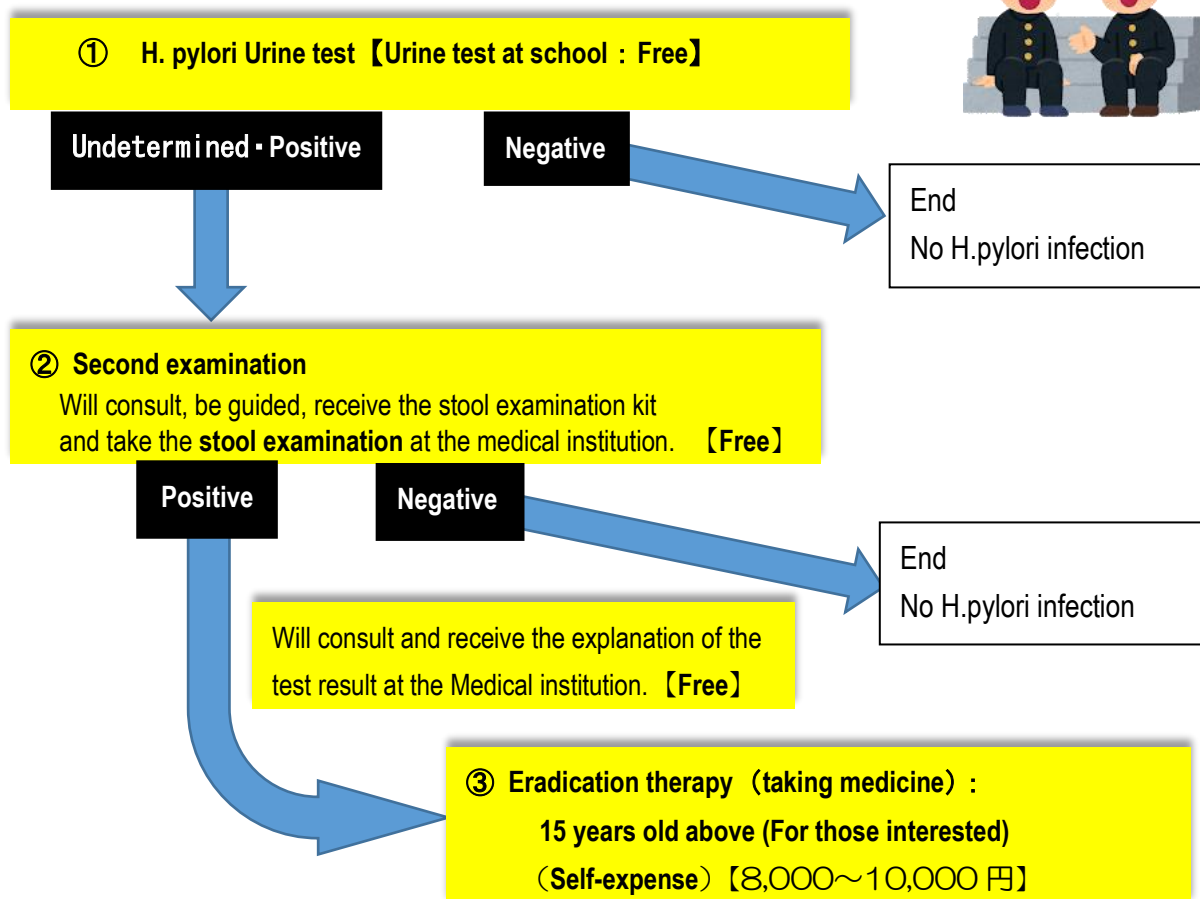 ① H. pylori Urine test【Urine test at school：Free】
Undetermined・Positive
Negative
End
No H.pylori infection
② Second examination
Will consult, be guided, receive the stool examination kit
and take the stool examination at the medical institution. 【Free】
Positive
Negative
End
No H.pylori infection
Will consult and receive the explanation of the
test result at the Medical institution. 【Free】
③ Eradication therapy（taking medicine）:
15 years old above (For those interested)
（Self-expense）【8,000～10,000 円】